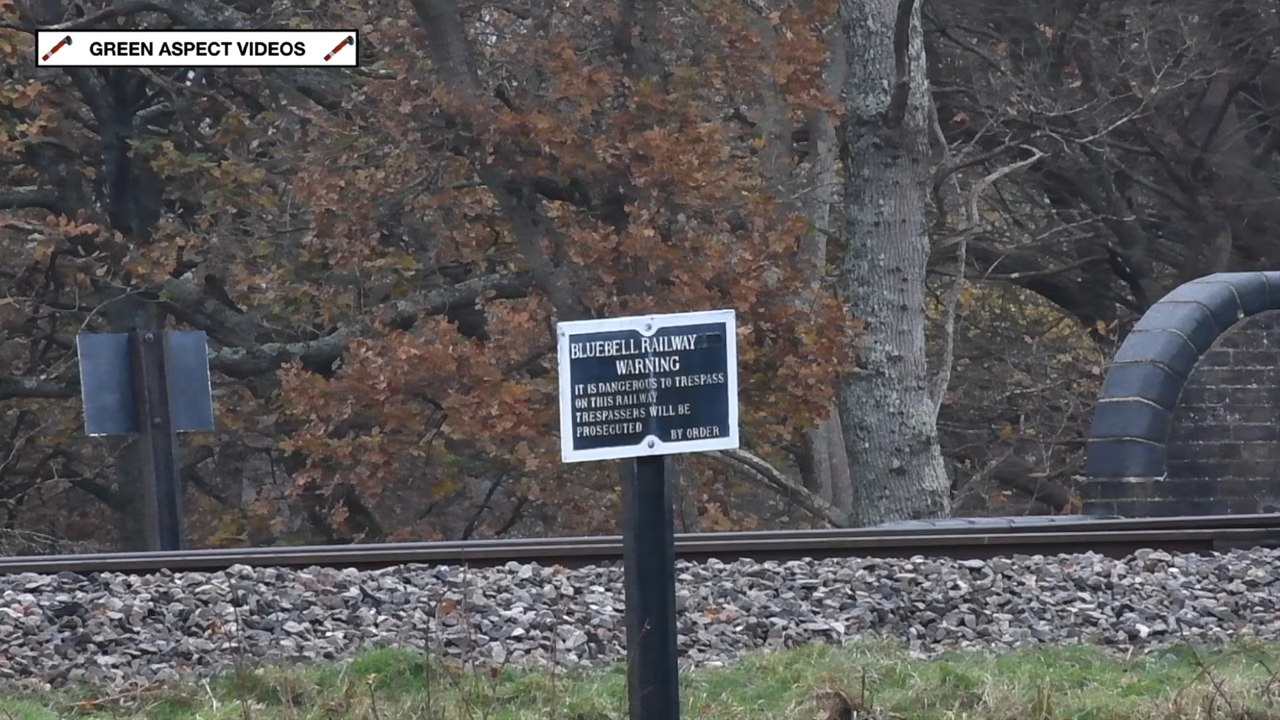 GREEN ASPECT VIDEOS
BLUEBELL RAILWAY
WARNING
IT IS DANGEROUS TO TRESPASS
ON THIS RAILWAY
TRESPASSERS WILL BE
PROSECUTED BY ORDER